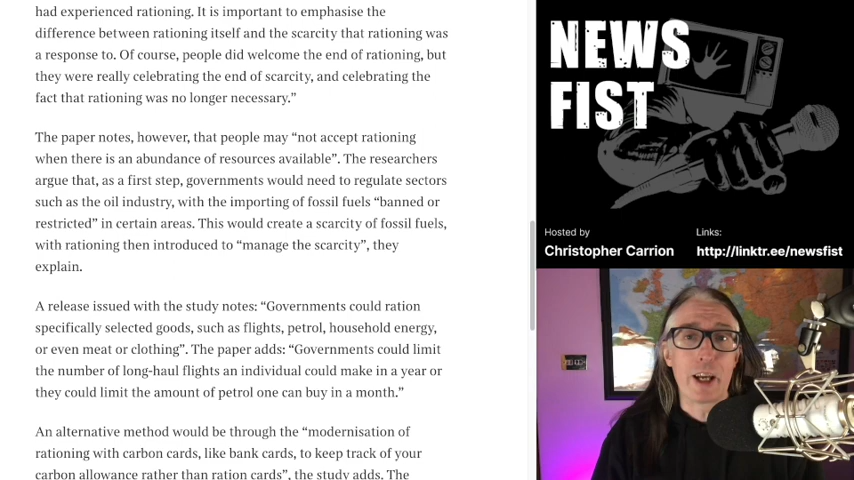 had experienced rationing. It is important to emphasise the
difference between rationing itself and the scarcity that rationing was
a response to. Of course, people did welcome the end of rationing, but
they were really celebrating the end of scarcity, and celebrating the
fact that rationing was no longer necessary.”
The paper notes, however, that people may “not accept rationing
when there is an abundance of resources available”. The researchers
argue that, as a first step, governments would need to regulate sectors
such as the oil industry, with the importing of fossil fuels “banned or
restricted” in certain areas. This would create a scarcity of fossil fuels,
with rationing then introduced to “manage the scarcity”, they
explain.
A release issued with the study notes: “Governments could ration
specifically selected goods, such as flights, petrol, household energy,
or even meat or clothing”. The paper adds: “Governments could limit
the number of long-haul flights an individual could make in a year or
they could limit the amount of petrol one can buy in a month.”
An alternative method would be through the “modernisation of
rationing with carbon cards, like bank cards, to keep track of your
carbon allowance rather than ration cards”, the study adds. The
NEWS
FIST
Hosted by
Christopher Carrion
Links:
http://linktr.ee/newsfist